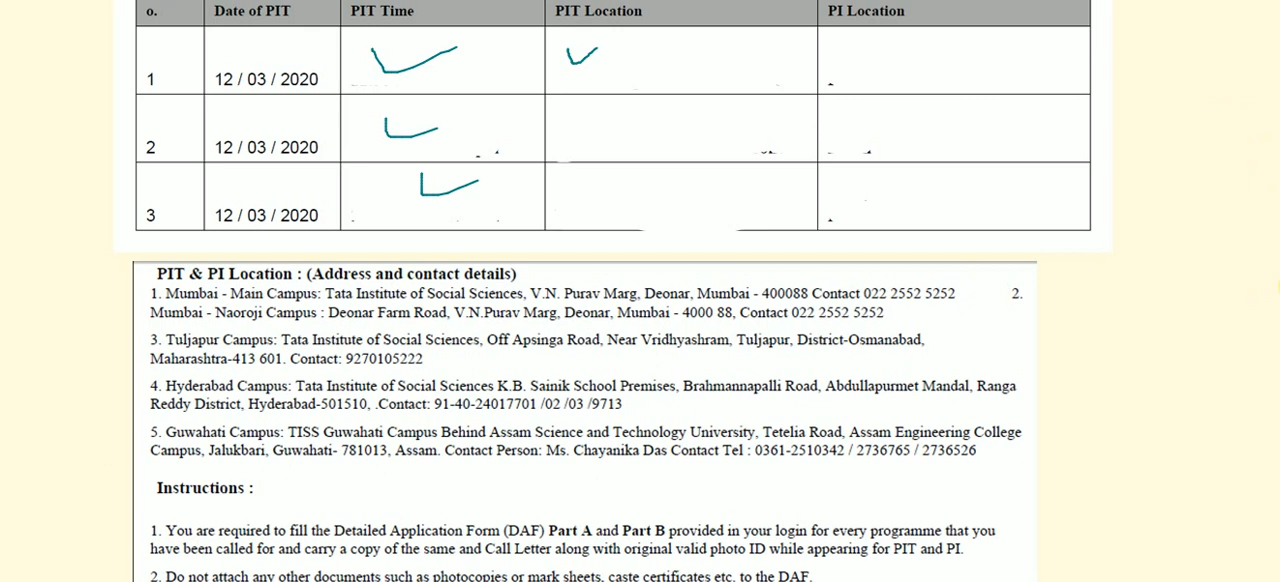 o. Date of PIT PIT Time PIT Location PI Location
1 12 / 03 / 2020
2 12 / 03 / 2020
3 12 / 03 / 2020
PIT & PI Location : (Address and contact details)
1. Mumbai - Main Campus: Tata Institute of Social Sciences, V.N. Purav Marg, Deonar, Mumbai - 400088 Contact 022 2552 5252 2.
Mumbai - Naoroji Campus : Deonar Farm Road, V.N.Purav Marg, Deonar, Mumbai - 4000 88, Contact 022 2552 5252
3. Tuljapur Campus: Tata Institute of Social Sciences, Off Apsinga Road, Near Vridhyashram, Tuljapur, District-Osmanabad,
Maharashtra-413 601. Contact: 9270105222
4. Hyderabad Campus: Tata Institute of Social Sciences K.B. Sainik School Premises, Brahmannapalli Road, Abdullapurmet Mandal, Ranga
Reddy District, Hyderabad-501510, .Contact: 91-40-24017701 /02 /03 /9713
5. Guwahati Campus: TISS Guwahati Campus Behind Assam Science and Technology University, Tetelia Road, Assam Engineering College
Campus, Jalukbari, Guwahati- 781013, Assam. Contact Person: Ms. Chayanika Das Contact Tel : 0361-2510342 / 2736765 / 2736526
Instructions :
1. You are required to fill the Detailed Application Form (DAF) Part A and Part B provided in your login for every programme that you
have been called for and carry a copy of the same and Call Letter along with original valid photo ID while appearing for PIT and PI.
2. Do not attach any other documents such as photocopies or mark sheets, caste certificates etc. to the DAF.